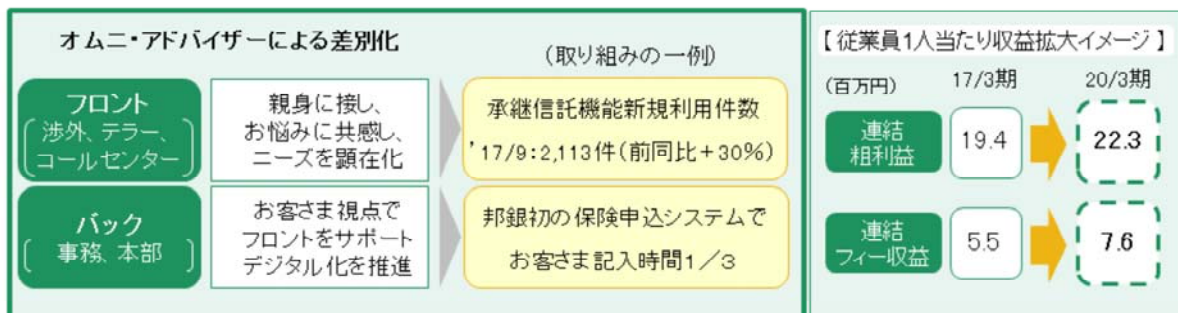 オムニ・アドバイザーによる差別化
(取り組みの一例)
フロント
渉外、テラー、
コールセンター
親身に接し、
お悩みに共感し、
ニーズを顕在化
承継信託機能新規利用件数
'17/9:2,113件(前同比+30%)
バック
事務、本部
お客さま視点で
フロントをサポート
デジタル化を推進
邦銀初の保険申込システムで
お客さま記入時間1/3
【従業員1人当たり収益拡大イメージ】
(百万円) 17/3期 20/3期
連結
粗利益
19.4
22.3
連結
フィー収益
5.5
7.6